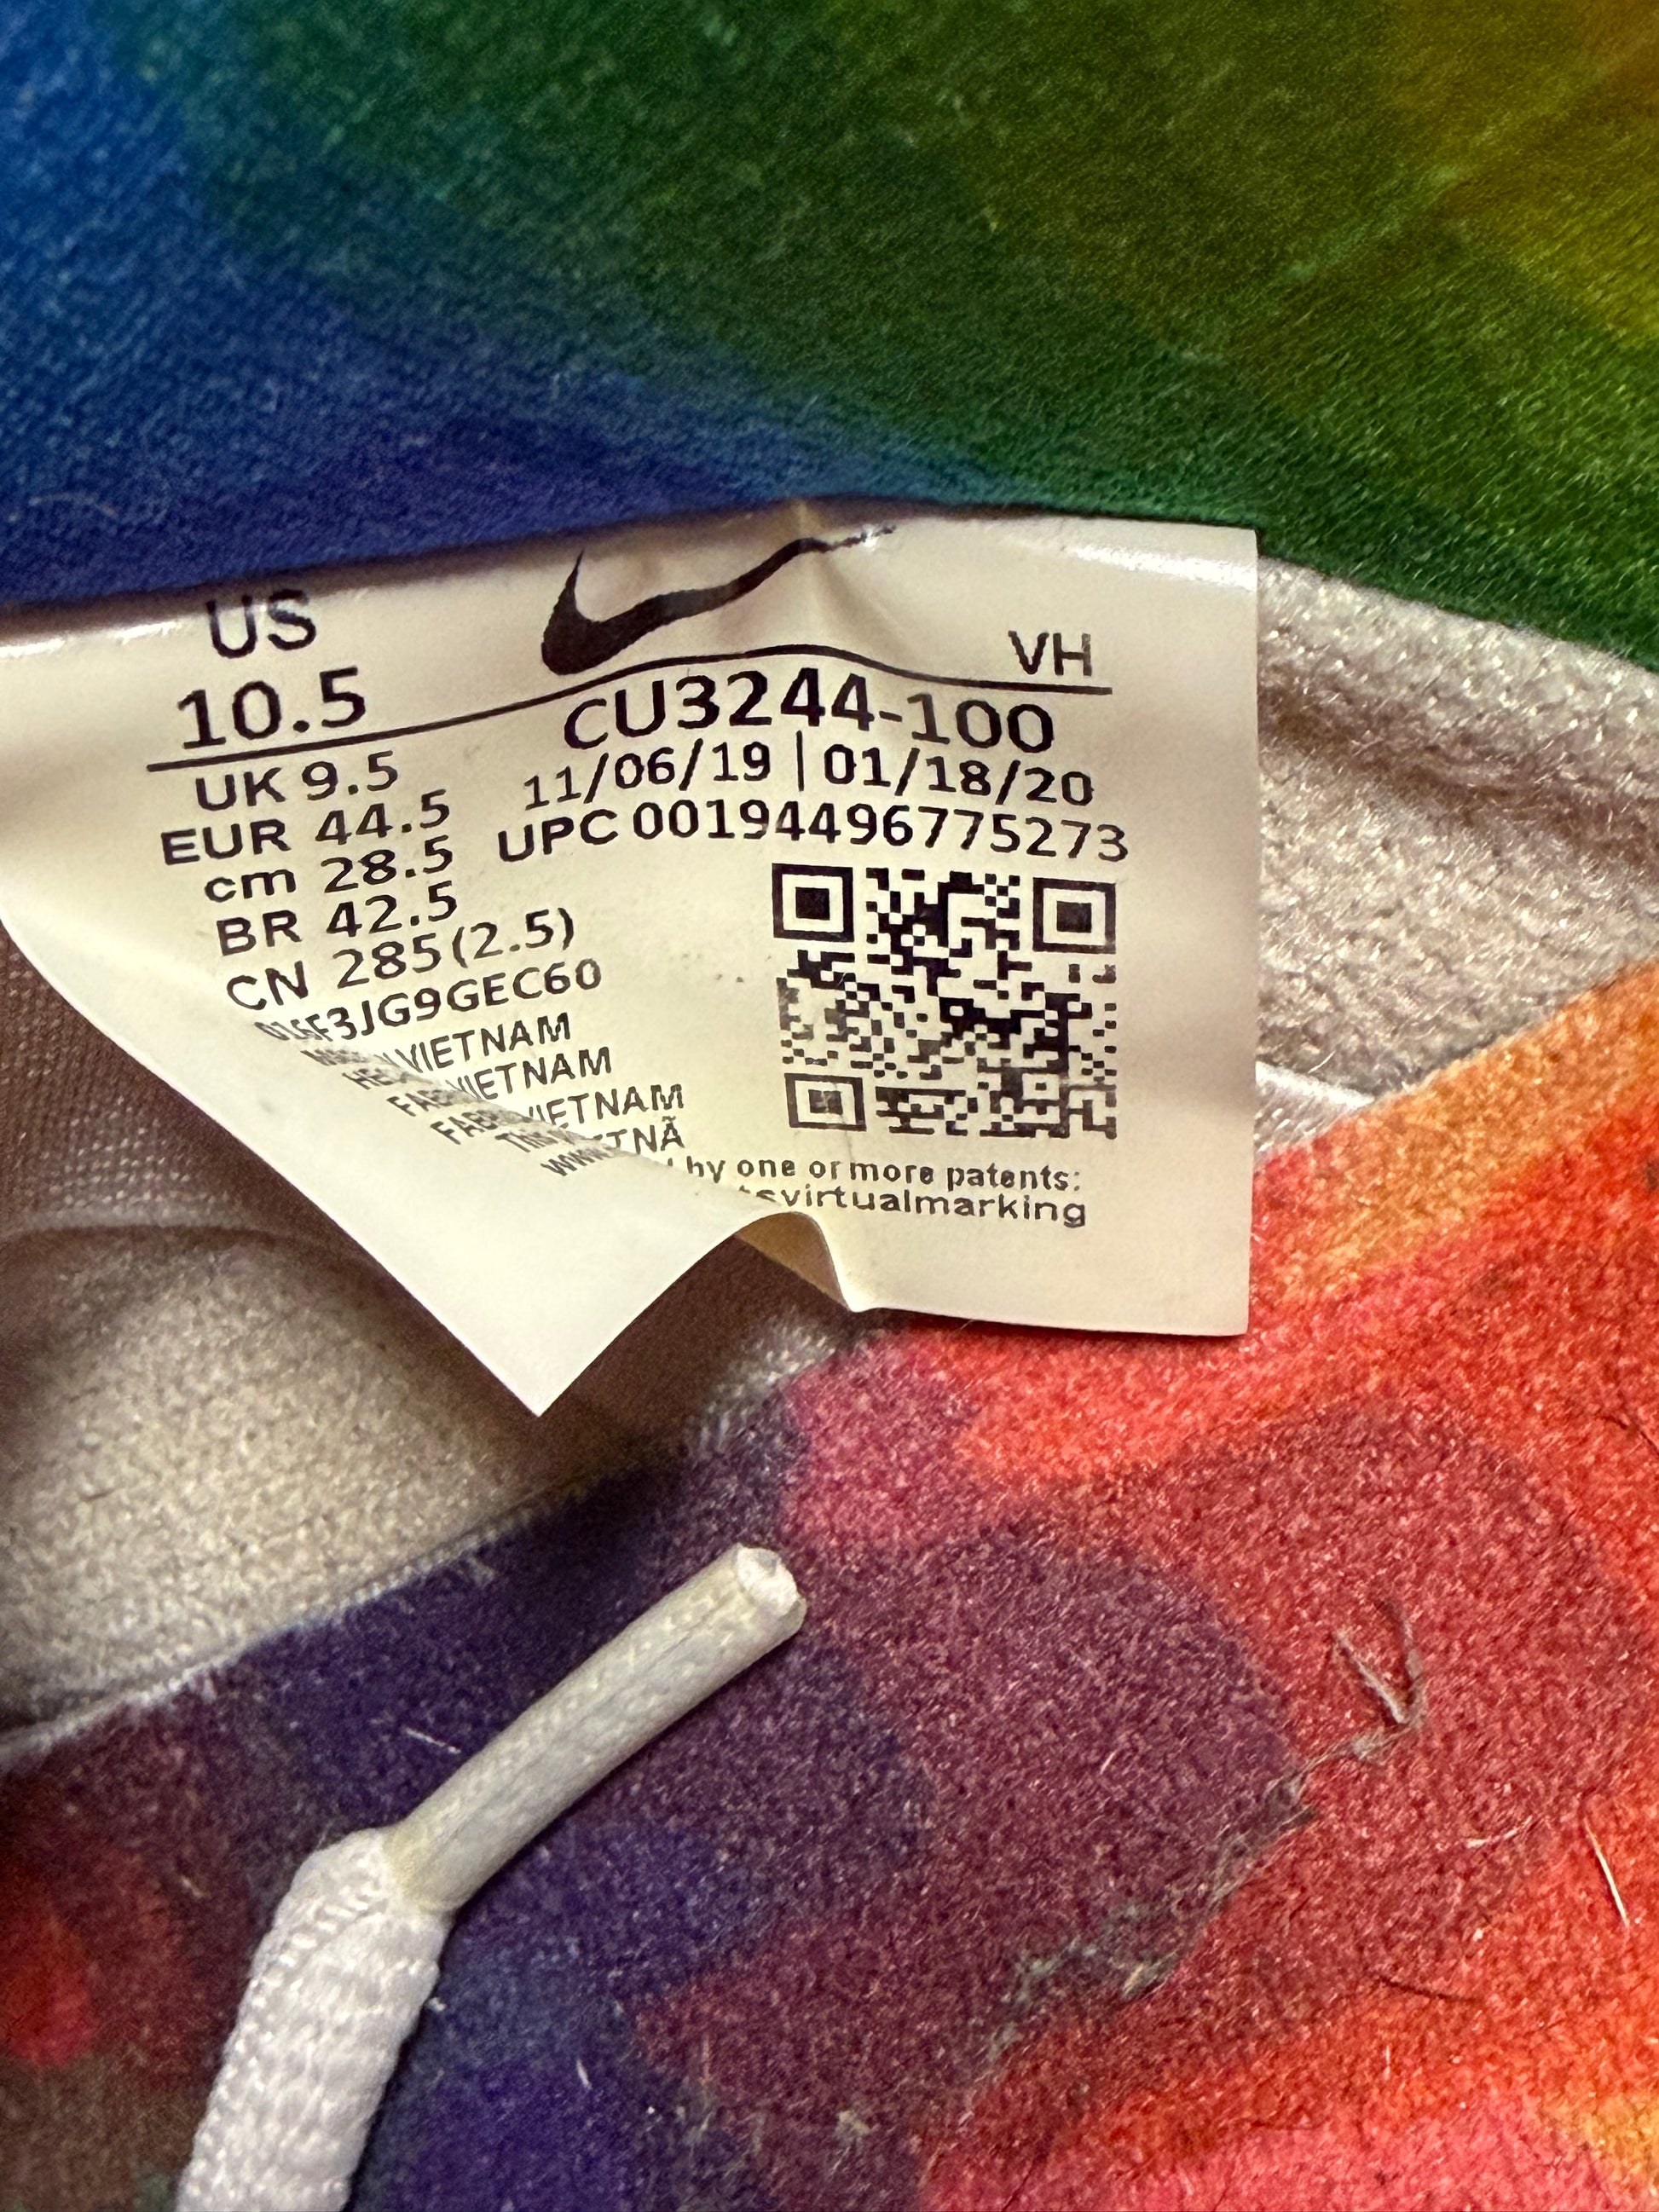 US
10.5
VH
UK 9.5
EUR 44.5
cm 28.5
BR 42.5
CN 285(2.5)
CU3244-100
11/06/19 | 01/18/20
UPC 00194496775273
016F3JG9GEC60
VIETNAM
VIETNAM
VIETNAM
by one or more patents:
svirtualmarking